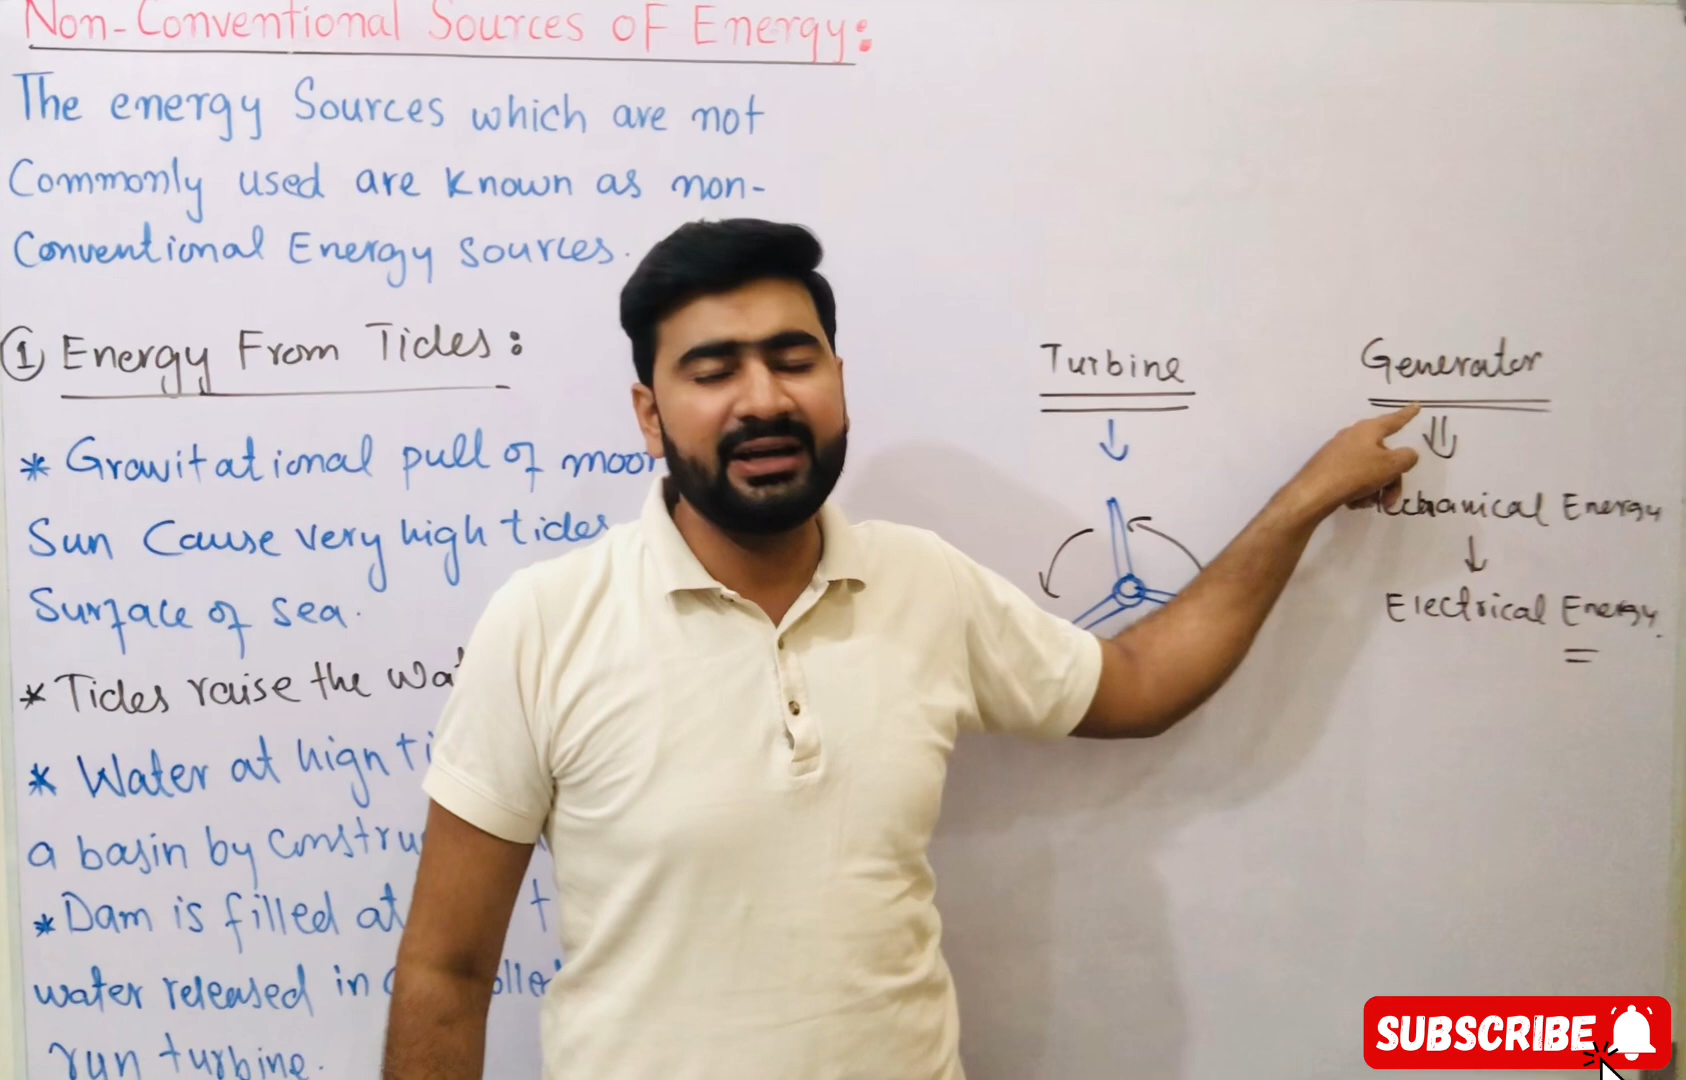 Non-Conventional Sources of Energy:
The energy Sources which are not
Commonly used are known as non-
Conventional Energy sources.
① Energy From Tides:
* Gravitational pull of moon
Sun Cause very high tides
Surface of sea.
* Tides raise the
* Water at high
a basin by
* Dam is filled at
water released in
run turbine.
Turbine
Generator
Mechanical Energy
Electrical Energy.
SUBSCRIBE